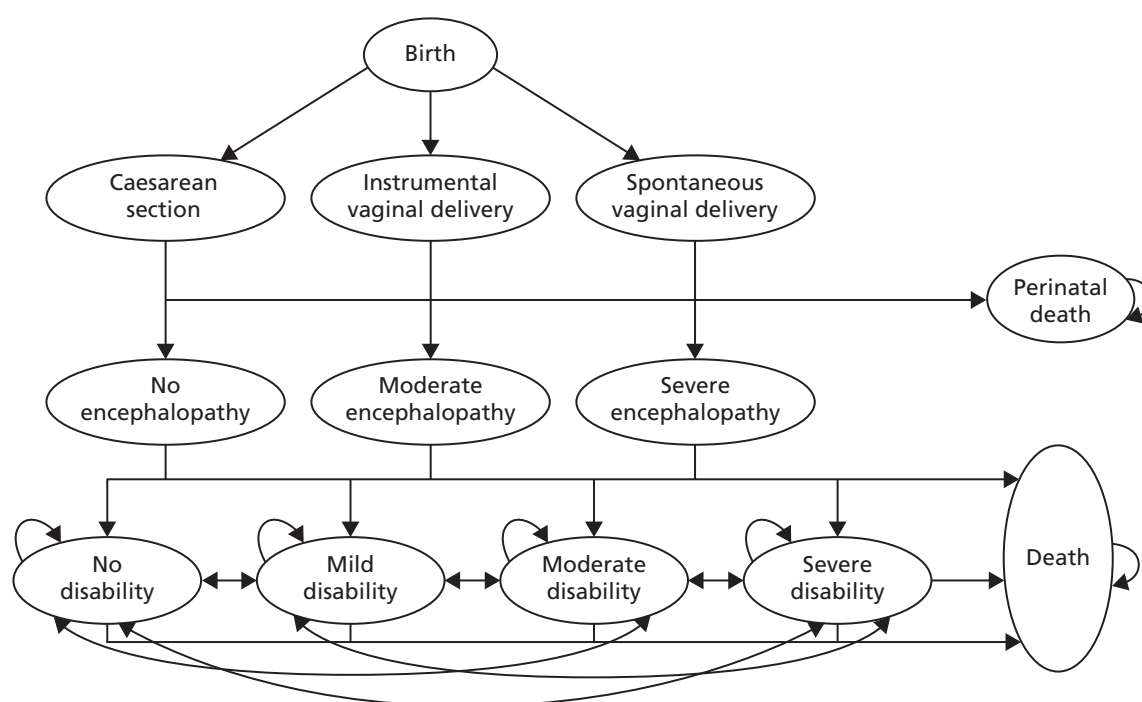 Birth
Caesarean
section
Instrumental
vaginal delivery
Spontaneous
vaginal delivery
Perinatal
death
No
encephalopathy
Moderate
encephalopathy
Severe
encephalopathy
No
disability
Mild
disability
Moderate
disability
Severe
disability
Death